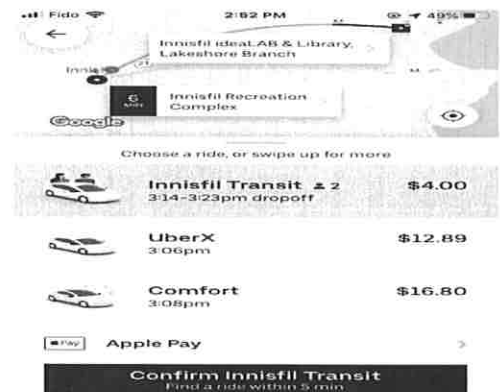 Fido 2:52 PM 49%
Innisfil ideaLAB & Library,
Lakeshore Branch
21
6
MIN
Innisfil Recreation
Complex
Google
Choose a ride, or swipe up for more
Innisfil Transit 2 $4.00
3:14-3:23pm dropoff
UberX $12.89
3:06pm
Comfort $16.80
3:08pm
Pay Apple Pay
Confirm Innisfil Transit
Find a ride within 5 min